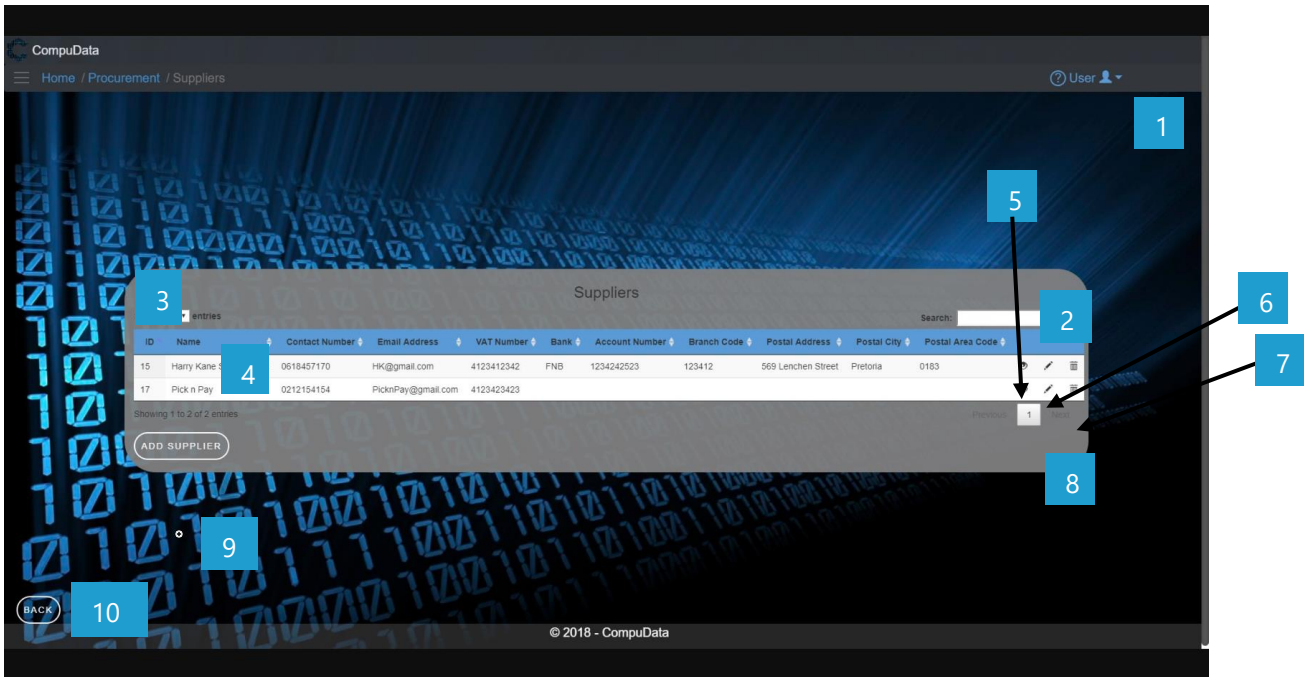 CompuData
Home / Procurement / Suppliers
User
1
5
Suppliers
3
entries
Search:
2
6
7
ID Name Contact Number Email Address VAT Number Bank Account Number Branch Code Postal Address Postal City Postal Area Code
15 Harry Kane 0618457170 HK@gmail.com 4123412342 FNB 1234242523 123412 569 Lenchen Street Pretoria 0183
4
17 Pick n Pay 0212154154 PicknPay@gmail.com 4123423423
Showing 1 to 2 of 2 entries
Previous 1 Next
ADD SUPPLIER
8
9
BACK
10
© 2018 - CompuData